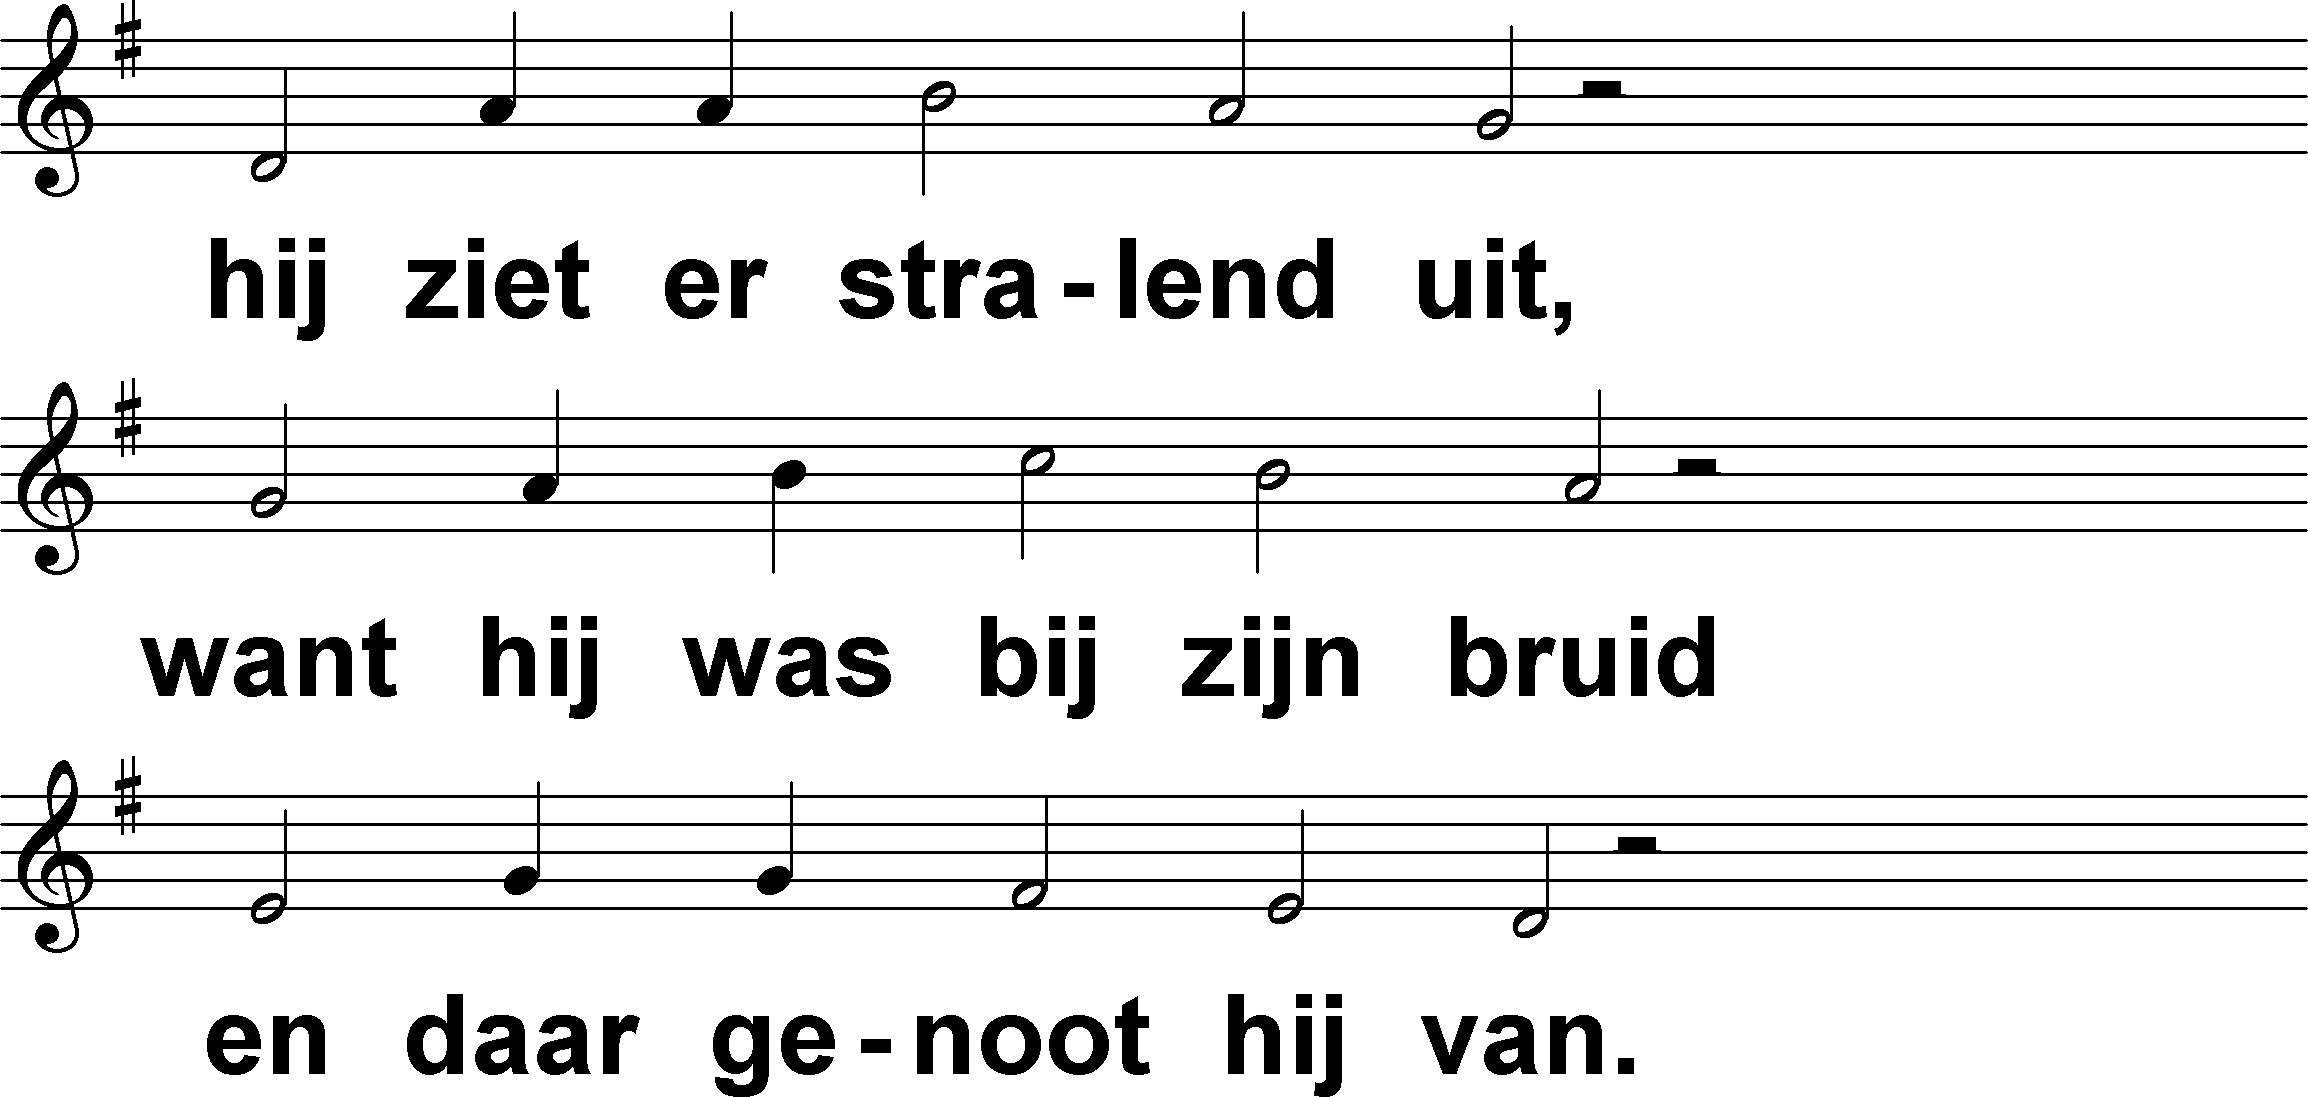 hij ziet er stra-lend uit,
want hij was bij zijn bruid
en daar ge-noot hij van.